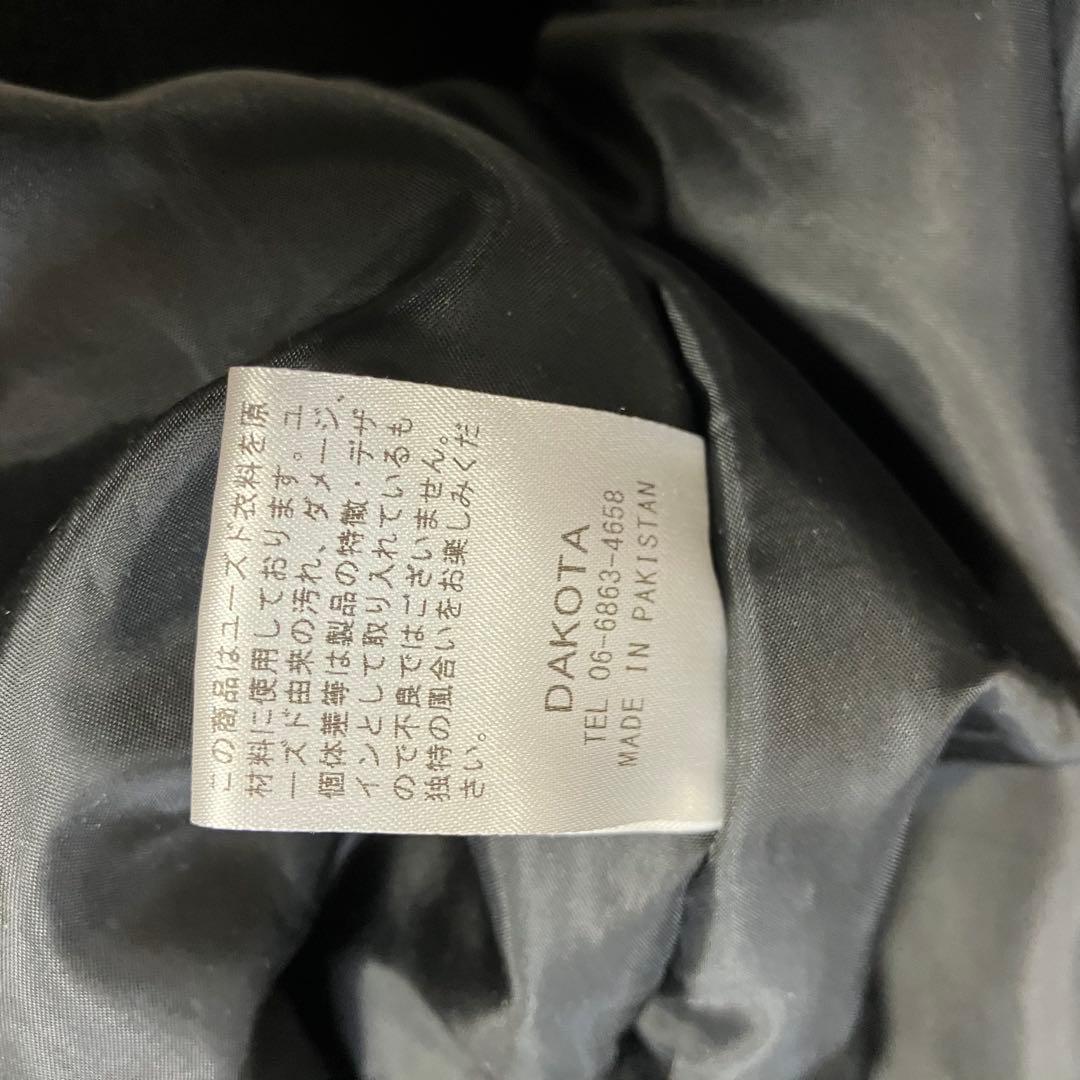 この商品はユーズド衣料を原
材料に使用しております。ユ
ーズド由来の汚れ、ダメージ、
個体差等は製品の特徴・デザ
インとして取り入れているも
ので不良ではございません。
独特の風合いをお楽しみくだ
さい。
DAKOTA
TEL 06-6863-4658
MADE IN PAKISTAN